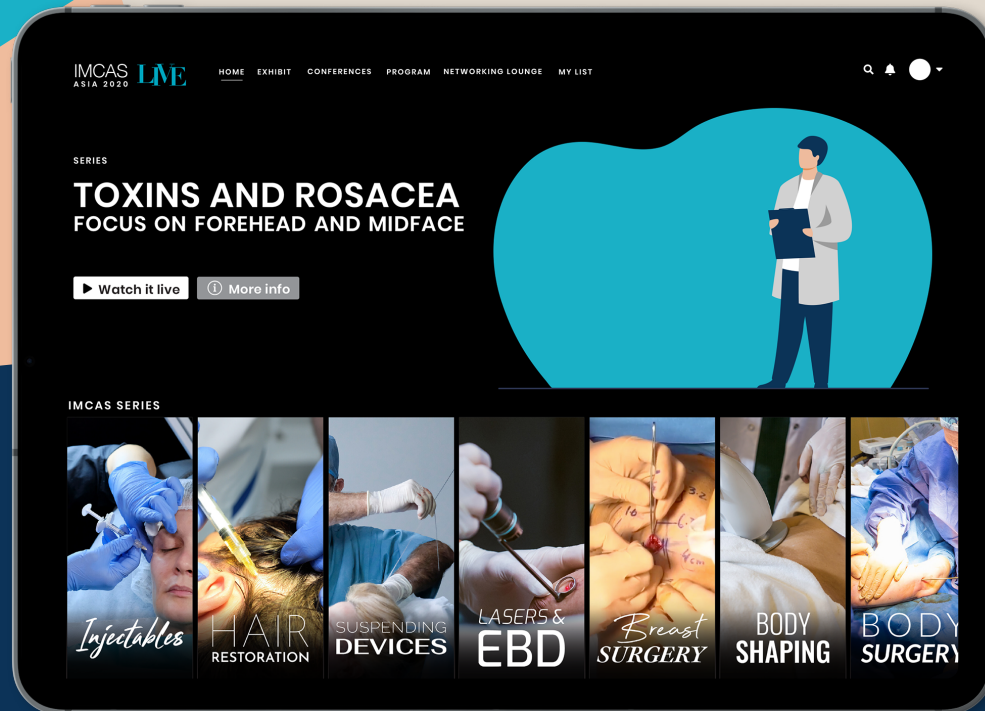 IMCAS LIVE
ASIA 2020
HOME EXHIBIT CONFERENCES PROGRAM NETWORKING LOUNGE MY LIST
SERIES
TOXINS AND ROSACEA
FOCUS ON FOREHEAD AND MIDFACE
Watch it live
More info
IMCAS SERIES
Injectables
HAIR
RESTORATION
SUSPENDING
DEVICES
LASERS &
EBD
Breast
SURGERY
BODY
SHAPING
BODY
SURGERY